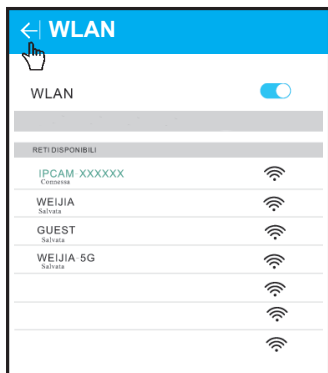 WLAN
WLAN
RETI DISPONIBILI
IPCAM XXXXXX
Connessa
WEIJIA
Salvata
GUEST
Salvata
WEIJIA 5G
Salvata